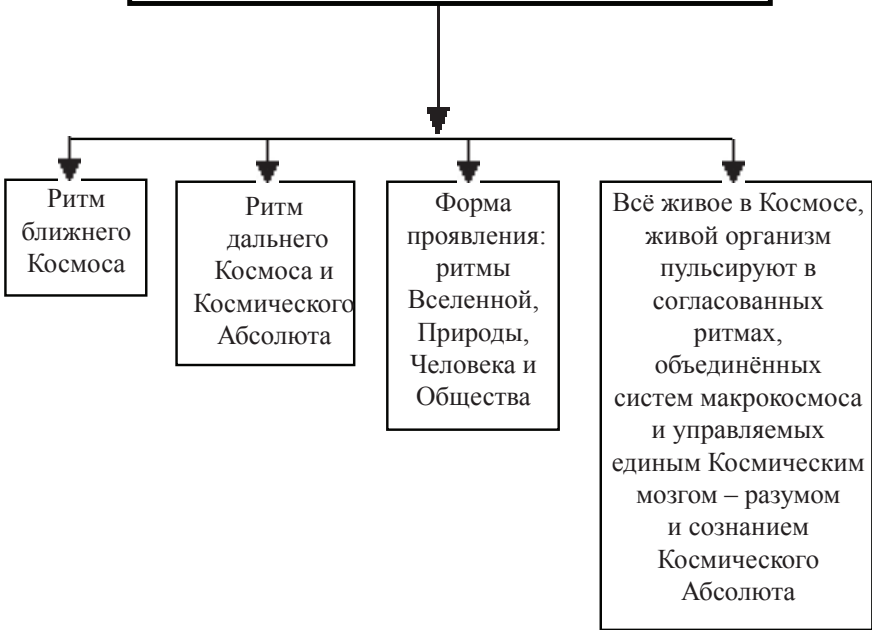 Ритм
ближнего
Космоса
Ритм
дальнего
Космоса и
Космического
Абсолюта
Форма
проявления:
ритмы
Вселенной,
Природы,
Человека и
Общества
Всё живое в Космосе,
живой организм
пульсируют в
согласованных
ритмах,
объединённых
систем макрокосмоса
и управляемых
единым Космическим
мозгом – разумом
и сознанием
Космического
Абсолюта